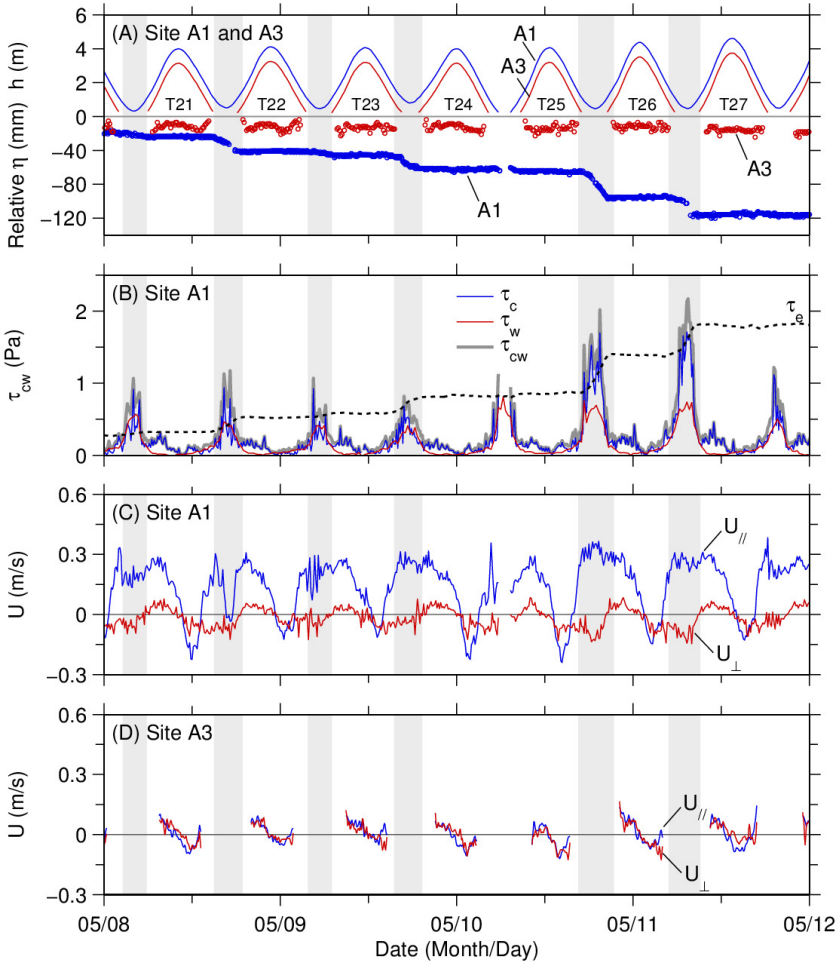 6
(A) Site A1 and A3
A1
4
A3
2
T21 T22 T23 T24 T25 T26 T27
0
−40
A3
−80
A1
−120
Relative η (mm) h (m)
(B) Site A1
τc
τw
τcw
τe
2
1
0
τcw (Pa)
0.6
(C) Site A1
U//
0.3
0
U⊥
−0.3
U (m/s)
0.6
(D) Site A3
0.3
U//
0
U⊥
−0.3
U (m/s)
05/08 05/09 05/10 05/11 05/12
Date (Month/Day)